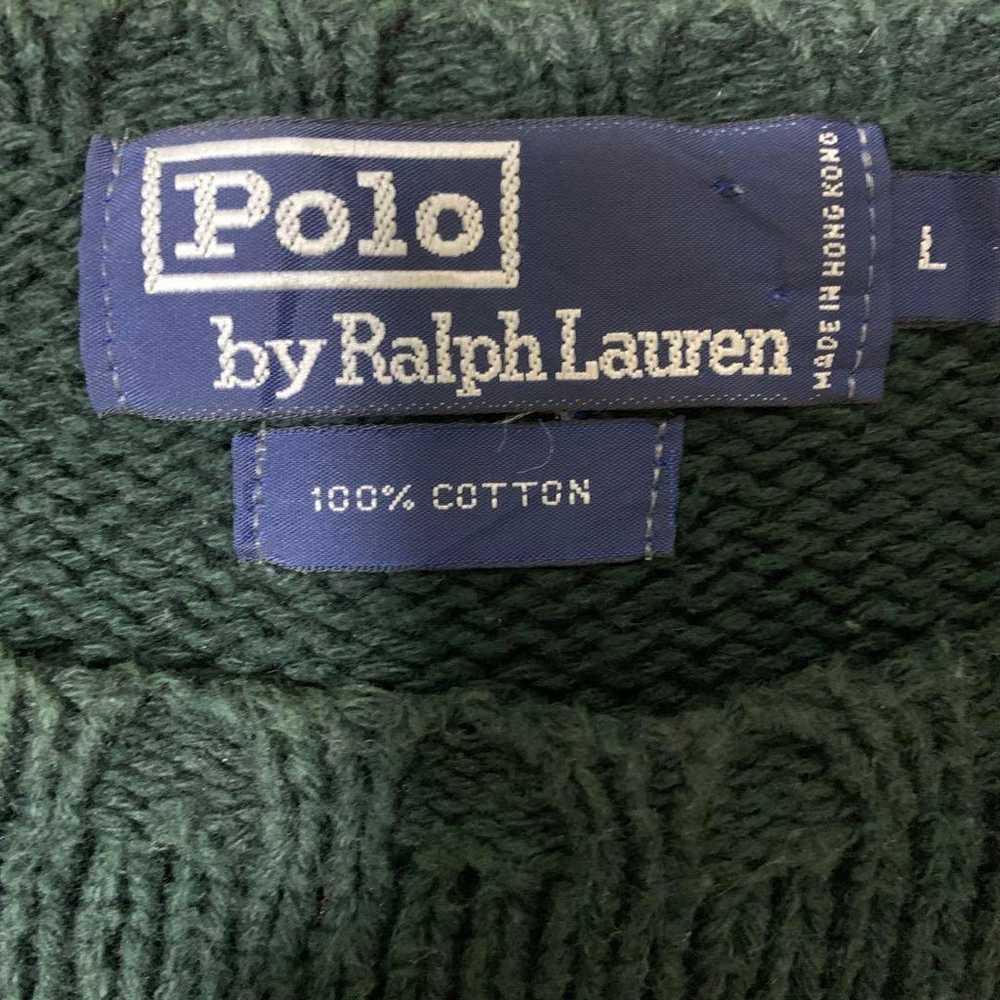 Polo
by Ralph Lauren
MADE IN HONG KONG
L
100% COTTON